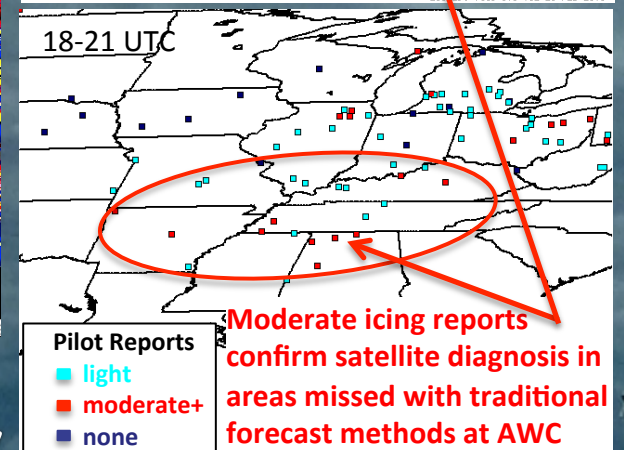 18-21 UTC
Pilot Reports
light
moderate+
none
Moderate icing reports
confirm satellite diagnosis in
areas missed with traditional
forecast methods at AWC